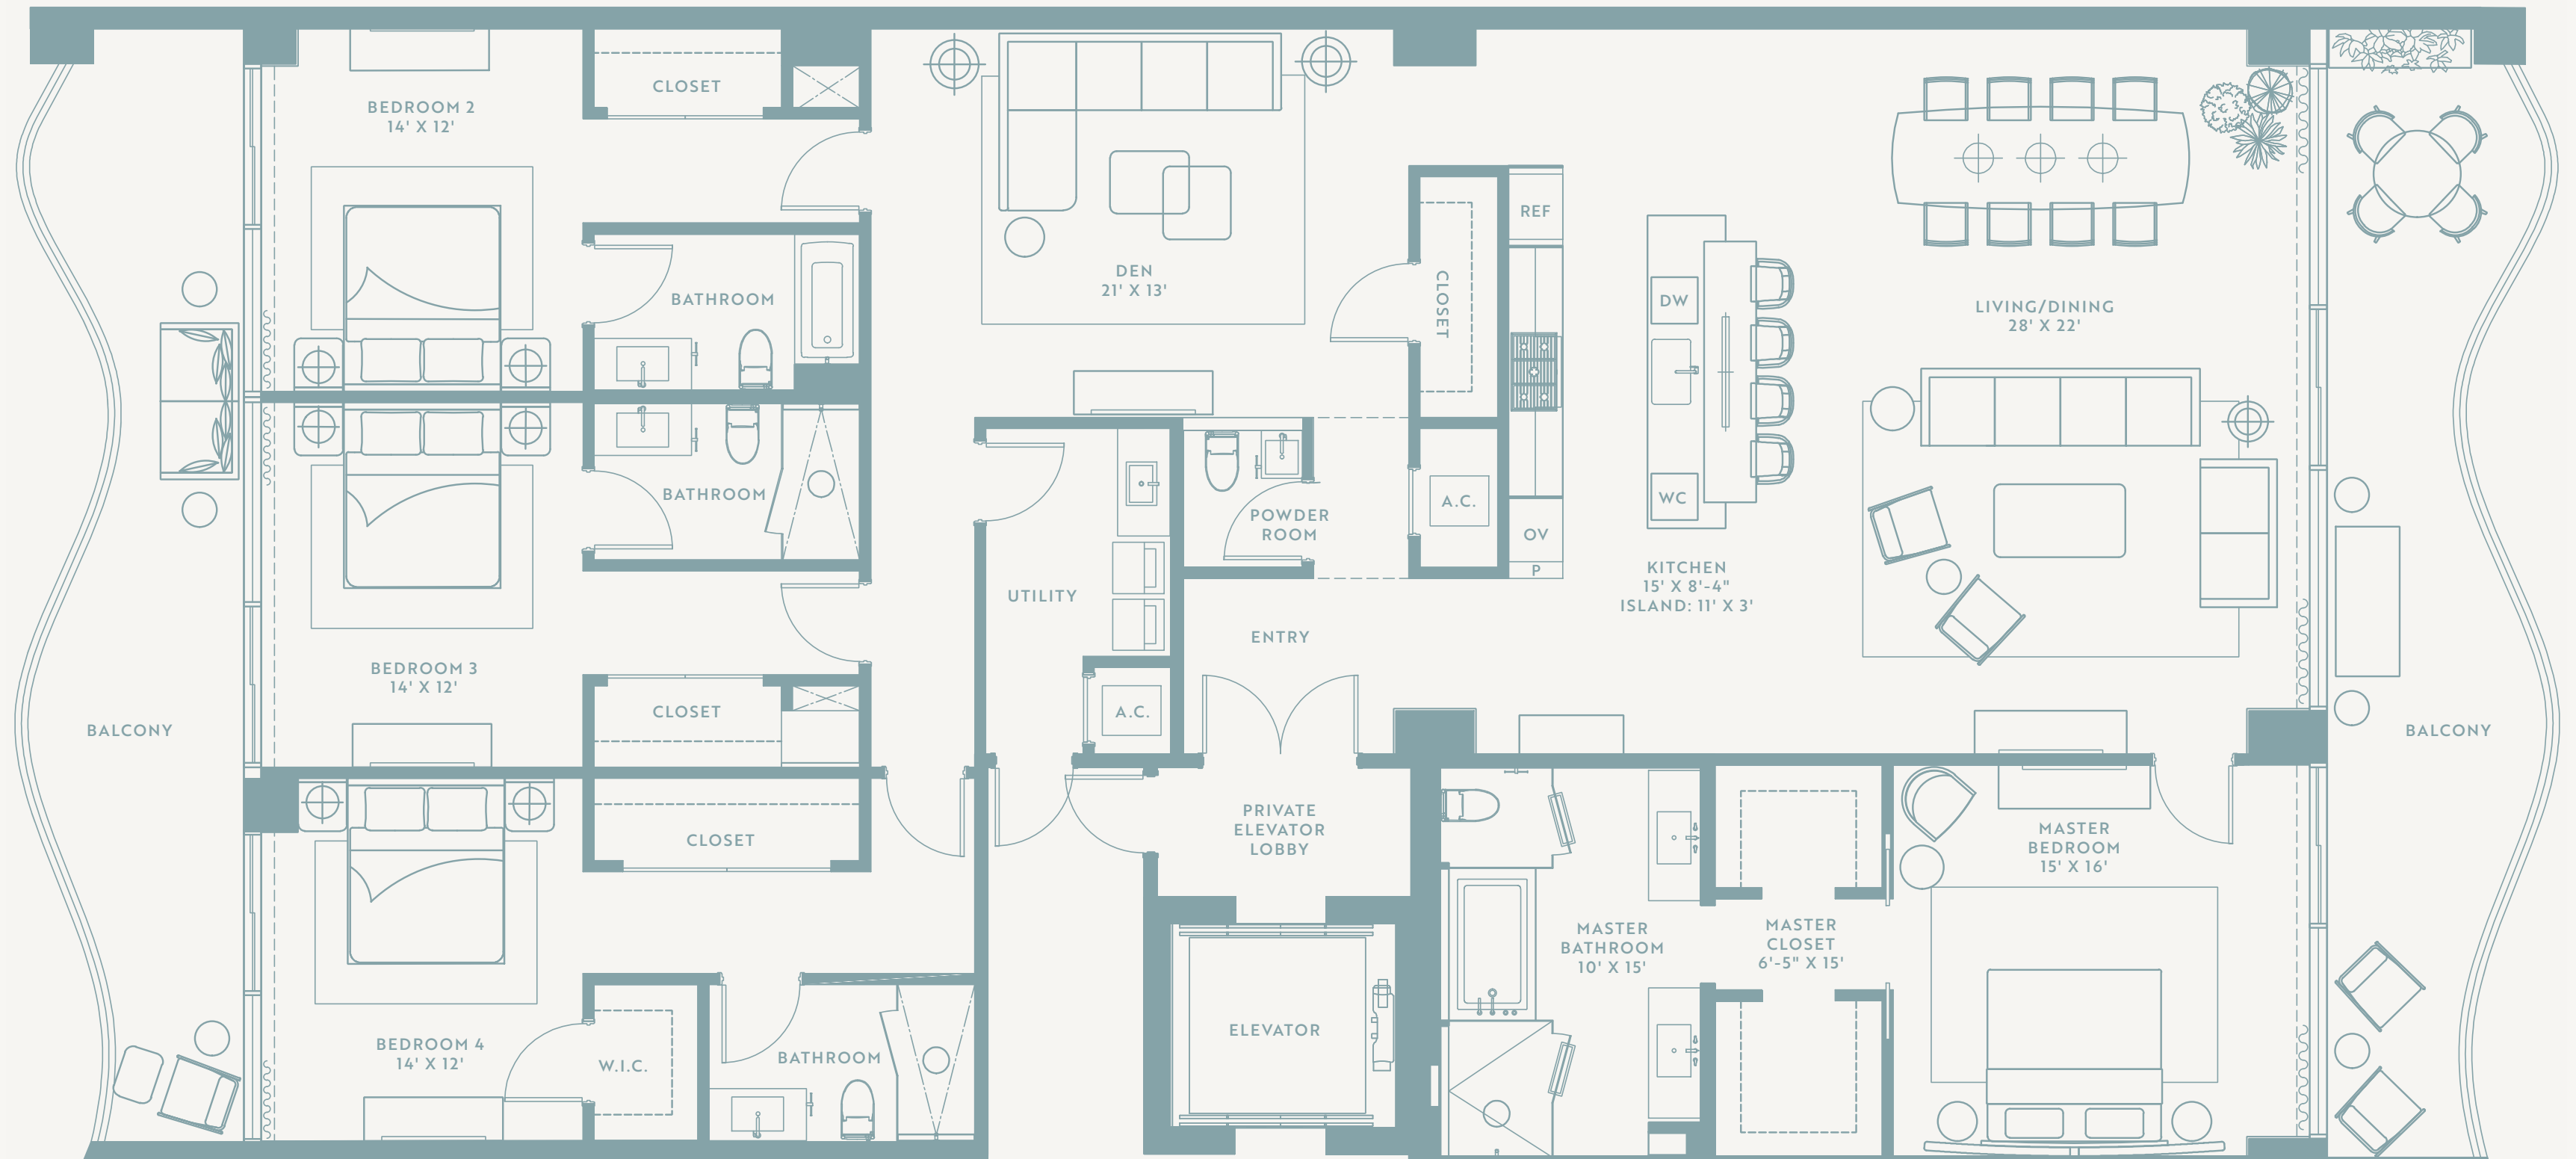 BEDROOM 2
14' X 12'
CLOSET
BATHROOM
DEN
21' X 13'
CLOSET
REF
DW
WC
OV
P
A.C.
KITCHEN
15' X 8'-4"
ISLAND: 11' X 3'
LIVING/DINING
28' X 22'
BATHROOM
POWDER
ROOM
UTILITY
ENTRY
BEDROOM 3
14' X 12'
CLOSET
A.C.
BALCONY
BALCONY
CLOSET
PRIVATE
ELEVATOR
LOBBY
MASTER
BEDROOM
15' X 16'
MASTER
BATHROOM
10' X 15'
MASTER
CLOSET
6'-5" X 15'
ELEVATOR
BEDROOM 4
14' X 12'
W.I.C.
BATHROOM